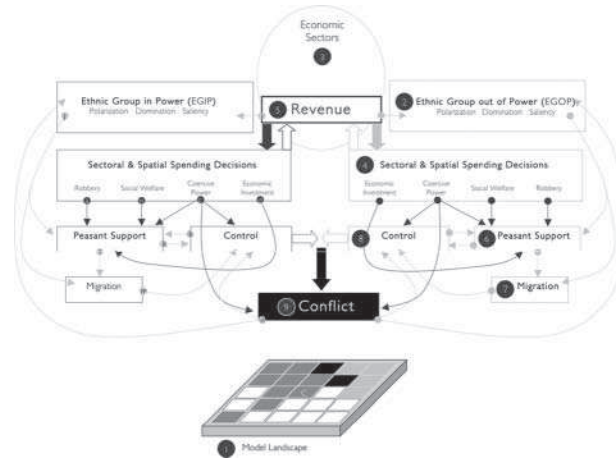 Economic
Sectors
3
Ethnic Group in Power (EGIP)
Polarization Domination Saliency
5 Revenue
2 Ethnic Group out of Power (EGOP)
Polarization Domination Saliency
Sectoral & Spatial Spending Decisions
Robbery Social Welfare Coercive Power Economic Investment
4 Sectoral & Spatial Spending Decisions
Economic Investment Coercive Power Social Welfare Robbery
Peasant Support Control
8 Control 6 Peasant Support
Migration
7 Migration
9 Conflict
1 Model Landscape